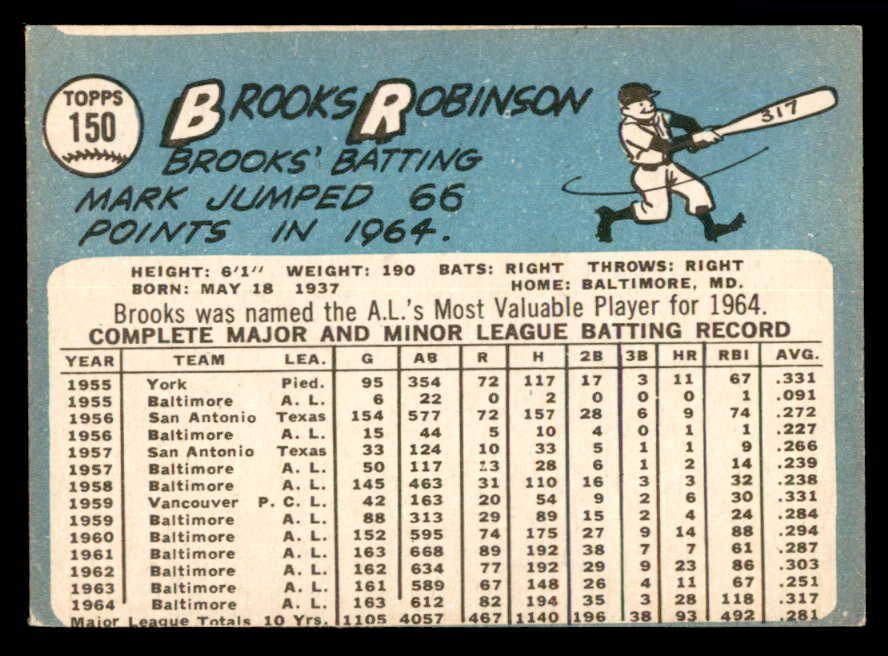 TOPPS
150
BROOKS ROBINSON
317
BROOKS' BATTING
MARK JUMPED 66
POINTS IN 1964.
HEIGHT: 6'1" WEIGHT: 190 BATS: RIGHT THROWS: RIGHT
BORN: MAY 18 1937 HOME: BALTIMORE, MD.
Brooks was named the A.L.'s Most Valuable Player for 1964.
COMPLETE MAJOR AND MINOR LEAGUE BATTING RECORD
YEAR TEAM LEA. G AB R H 2B 3B HR RBI AVG.
1955 York Pied. 95 354 72 117 17 3 11 67 .331
1955 Baltimore A. L. 6 22 0 2 0 0 0 1 .091
1956 San Antonio Texas 154 577 72 157 28 6 9 74 .272
1956 Baltimore A. L. 15 44 5 10 4 0 1 1 .227
1957 San Antonio Texas 33 124 10 33 5 1 1 9 .266
1957 Baltimore A. L. 50 117 13 28 6 1 2 14 .239
1958 Baltimore A. L. 145 463 31 110 16 3 3 32 .238
1959 Vancouver P. C. L. 42 163 20 54 9 2 6 30 .331
1959 Baltimore A. L. 88 313 29 89 15 2 4 24 .284
1960 Baltimore A. L. 152 595 74 175 27 9 14 88 .294
1961 Baltimore A. L. 163 668 89 192 38 7 7 61 .287
1962 Baltimore A. L. 162 634 77 192 29 9 23 86 .303
1963 Baltimore A. L. 161 589 67 148 26 4 11 67 .251
1964 Baltimore A. L. 163 612 82 194 35 3 28 118 .317
Major League Totals 10 Yrs. 1105 4057 467 1140 196 38 93 492 .281